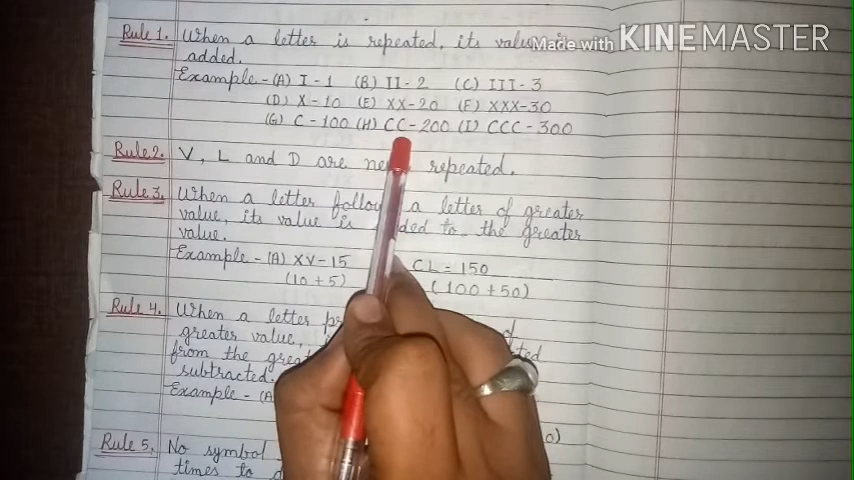 Rule 1. When a letter is repeated, its value
Made with KINEMASTER
added.
Example - (A) I - 1 (B) II - 2 (C) III - 3
(D) X - 10 (E) XX - 20 (F) XXX - 30
(G) C - 100 (H) CC - 200 (I) CCC - 300
Rule 2. V, L and D are repeated.
Rule 3. When a letter a letter of greater
value, its value is to the greater
value.
Example - (A) XV - 15 CL = 150
(10 + 5) (100 + 50)
Rule 4. When a letter of
greater value,
from the
subtracted.
Example - (A
Rule 5. No symbol
times to